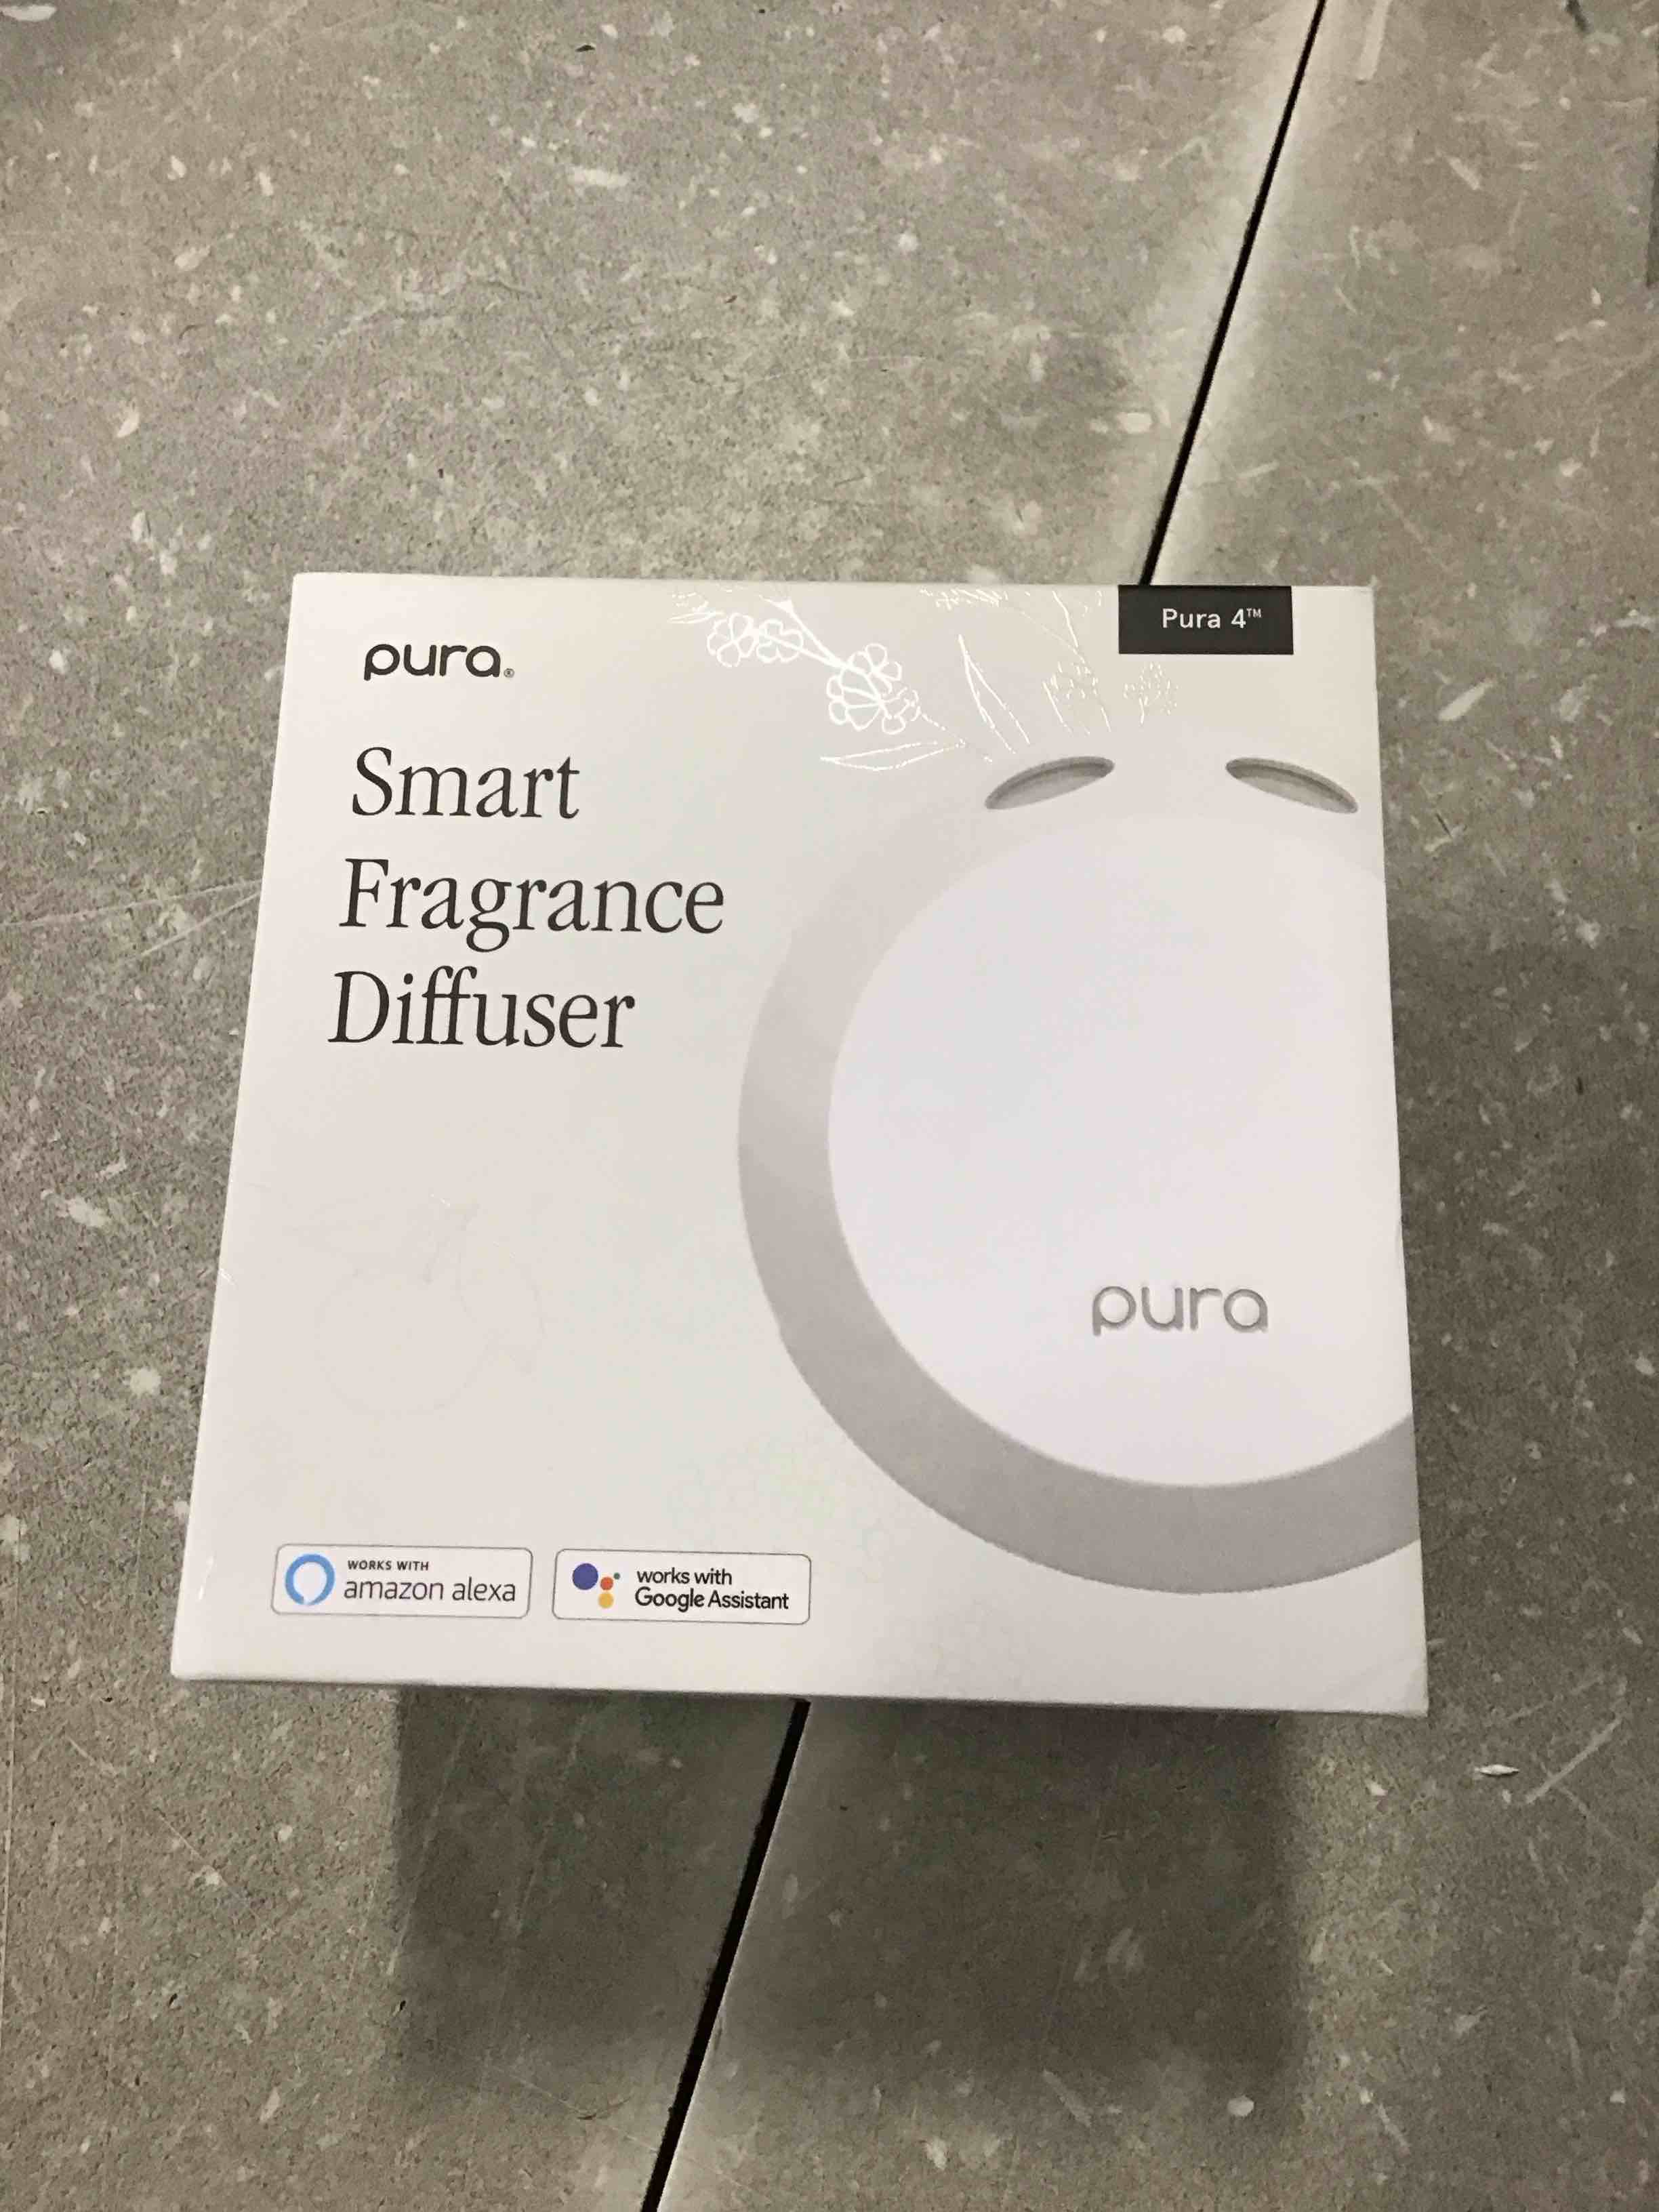 pura®
Pura 4™
Smart
Fragrance
Diffuser
pura
WORKS WITH
amazon alexa
works with
Google Assistant